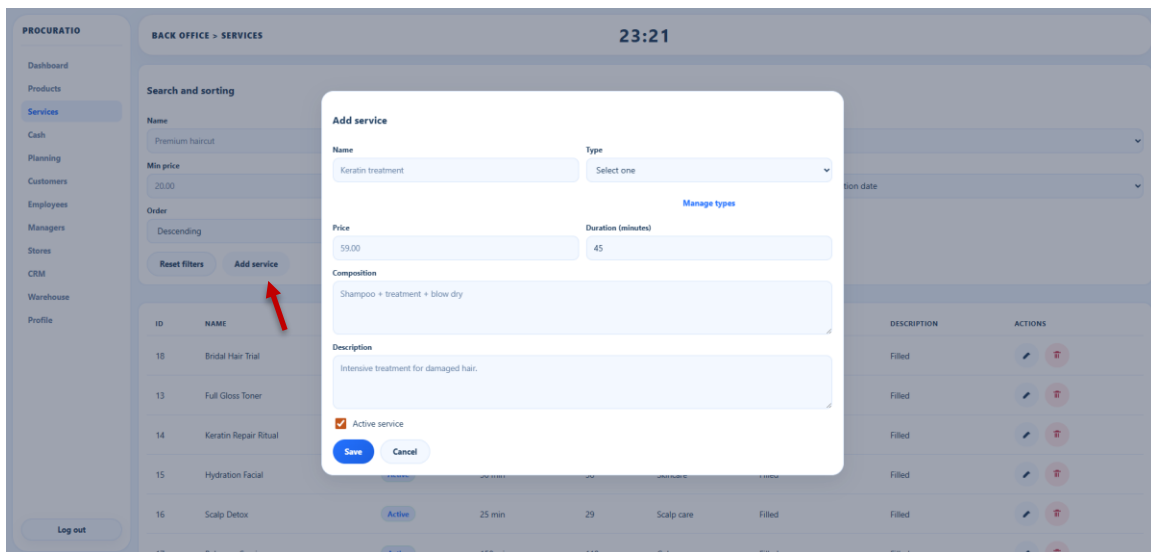 PROCURATIO
BACK OFFICE > SERVICES
23:21
Dashboard
Products
Services
Cash
Planning
Customers
Employees
Managers
Stores
CRM
Warehouse
Profile
Log out
Search and sorting
Name
Premium haircut
Min price
20.00
tion date
Order
Descending
Reset filters
Add service
Add service
Name
Type
Keratin treatment
Select one
Manage types
Price
Duration (minutes)
59.00
45
Composition
Shampoo + treatment + blow dry
Description
Intensive treatment for damaged hair.
Active service
Save
Cancel
ID NAME DESCRIPTION ACTIONS
18 Bridal Hair Trial Filled
13 Full Gloss Toner Filled
14 Keratin Repair Ritual Filled
15 Hydration Facial Filled
16 Scalp Detox Active 25 min 29 Scalp care Filled Filled